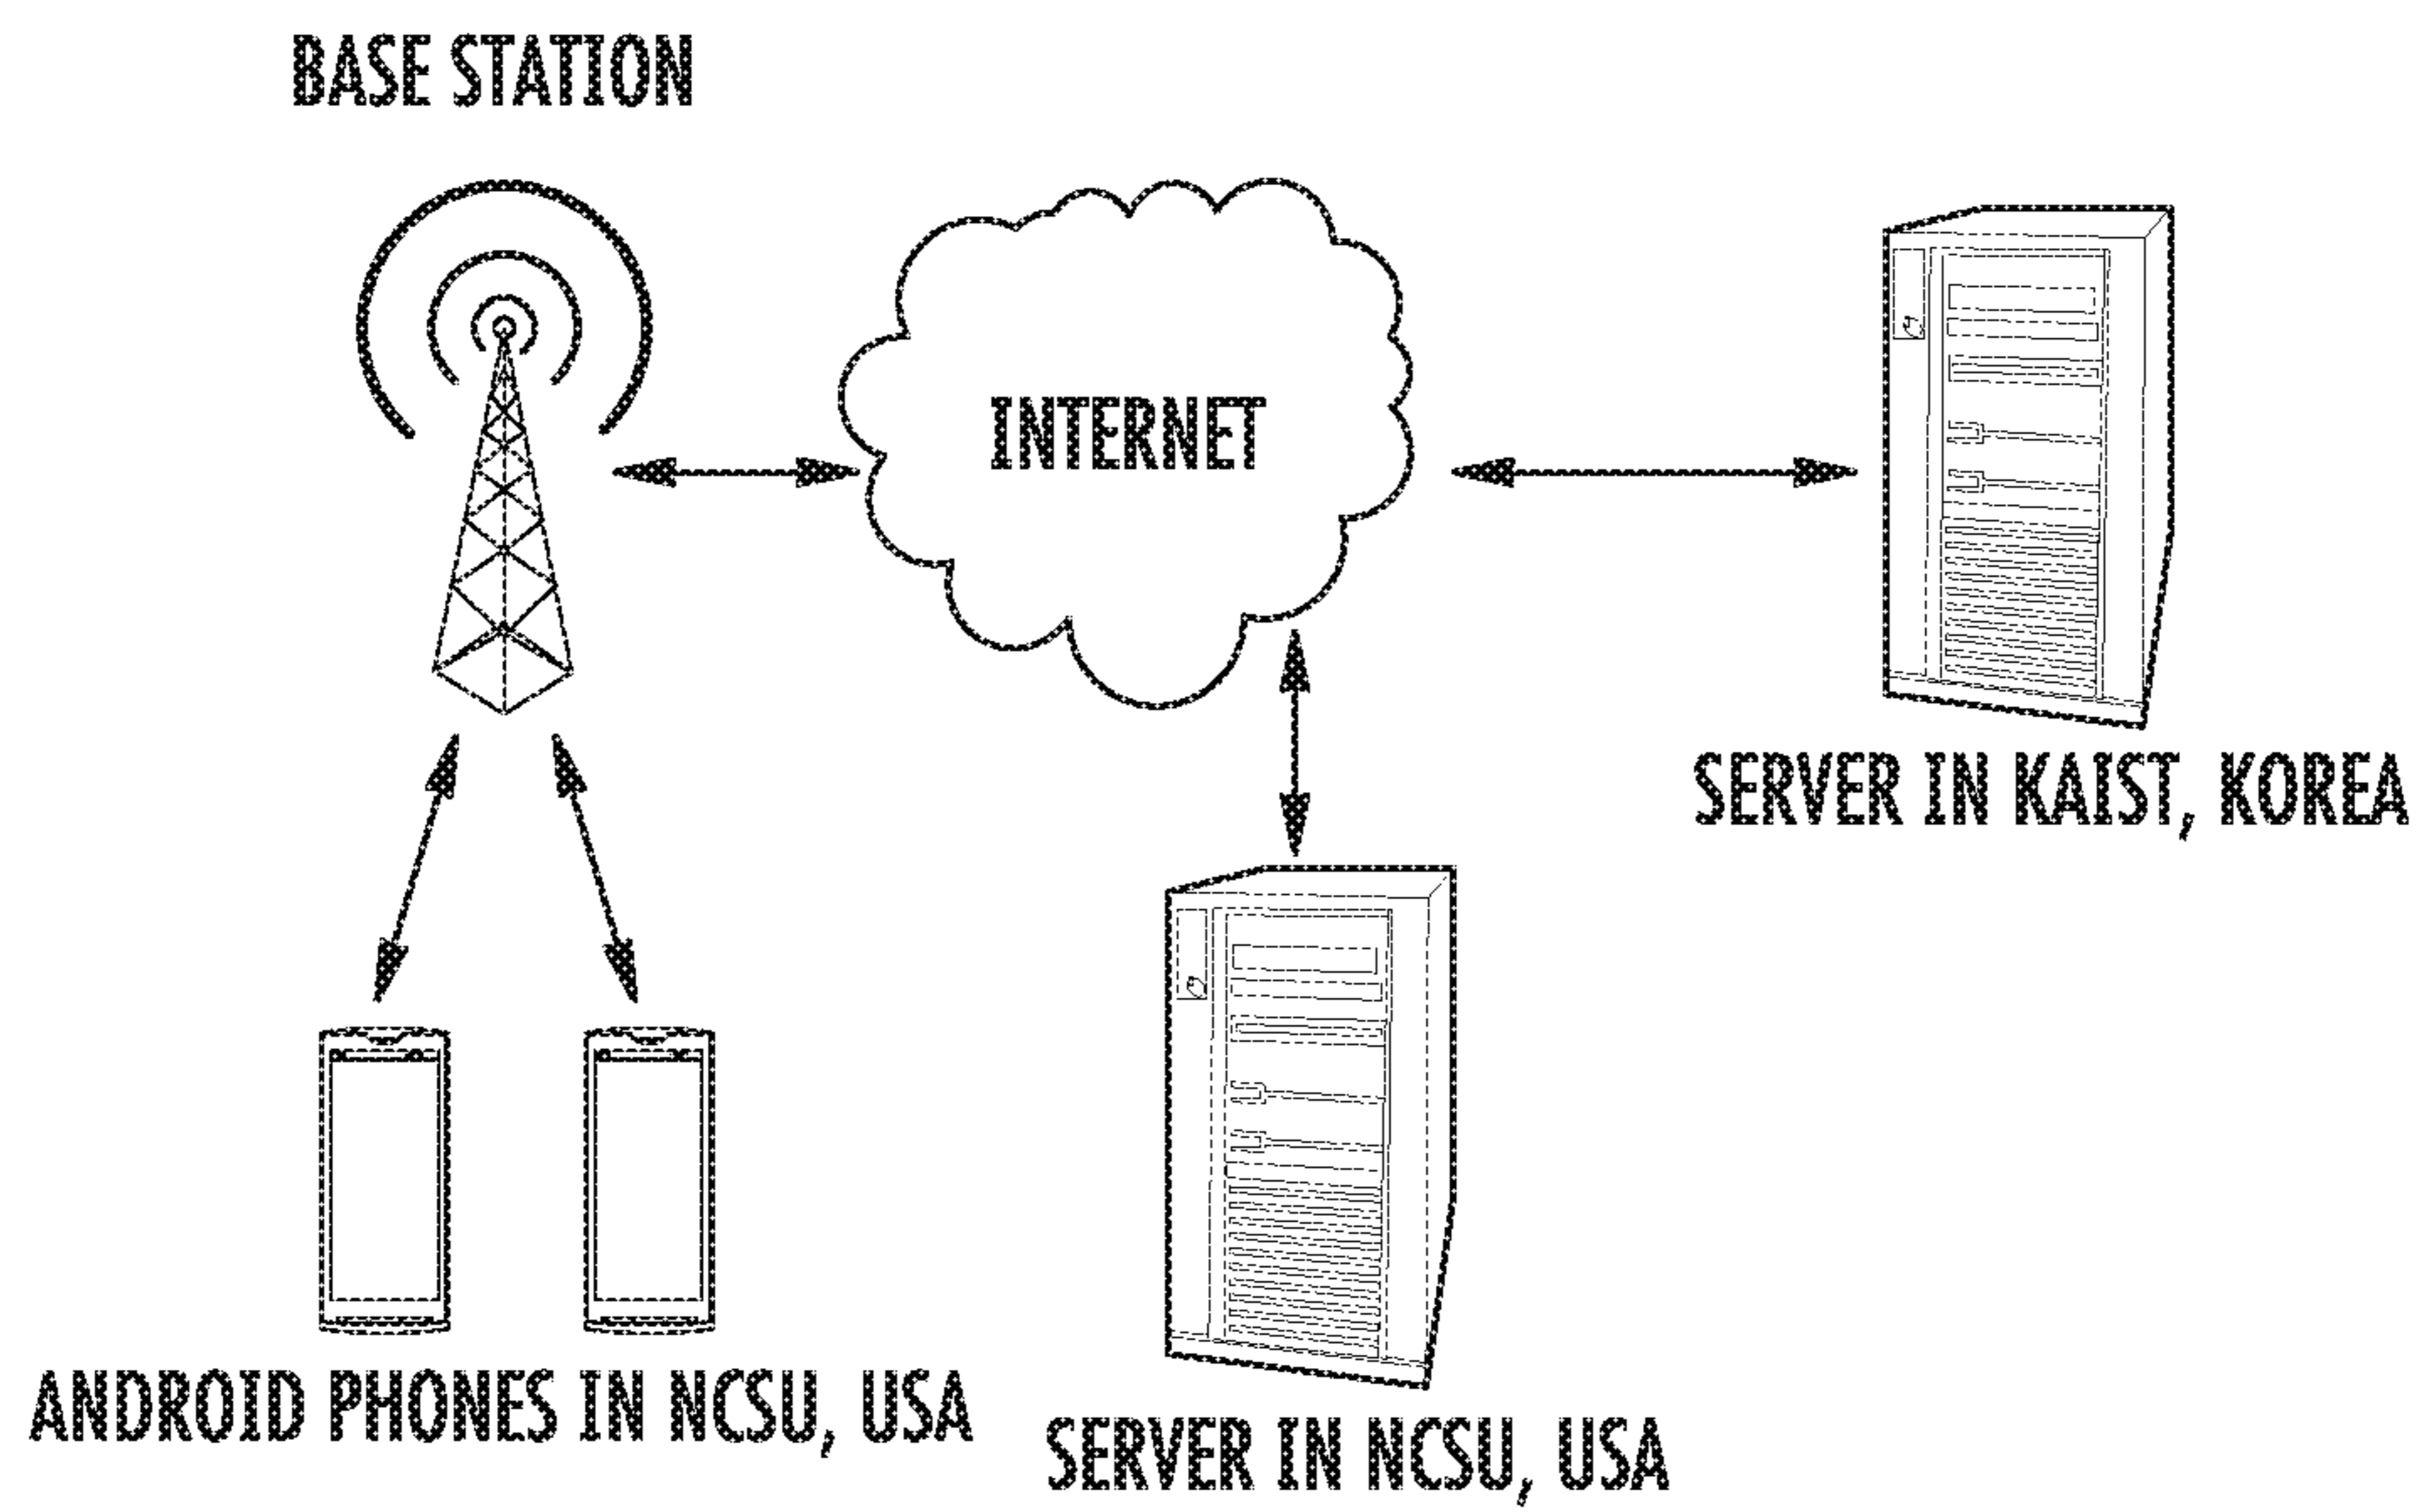 BASE STATION
INTERNET
SERVER IN KAIST, KOREA
ANDROID PHONES IN NCSU, USA
SERVER IN NCSU, USA